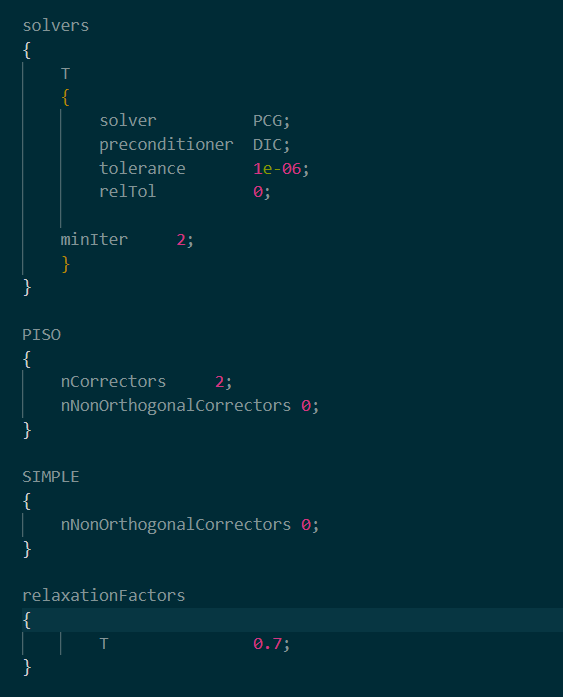 solvers
{
T
{
solver PCG;
preconditioner DIC;
tolerance 1e-06;
relTol 0;
minIter 2;
}
}
PISO
{
nCorrectors 2;
nNonOrthogonalCorrectors 0;
}
SIMPLE
{
nNonOrthogonalCorrectors 0;
}
relaxationFactors
{
T 0.7;
}